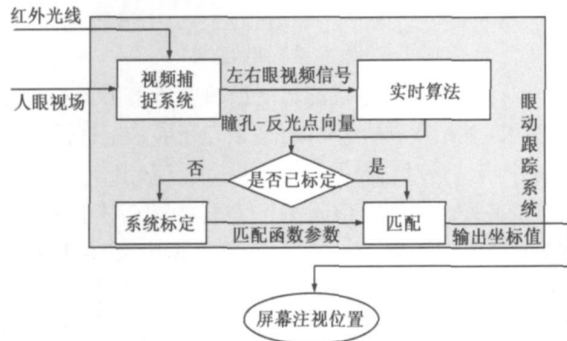 红外光线
人眼视场
视频捕
捉系统
左右眼视频信号
实时算法
瞳孔-反光点向量
眼动跟踪系统
否
是否已标定
是
系统标定
匹配函数参数
匹配
输出坐标值
屏幕注视位置